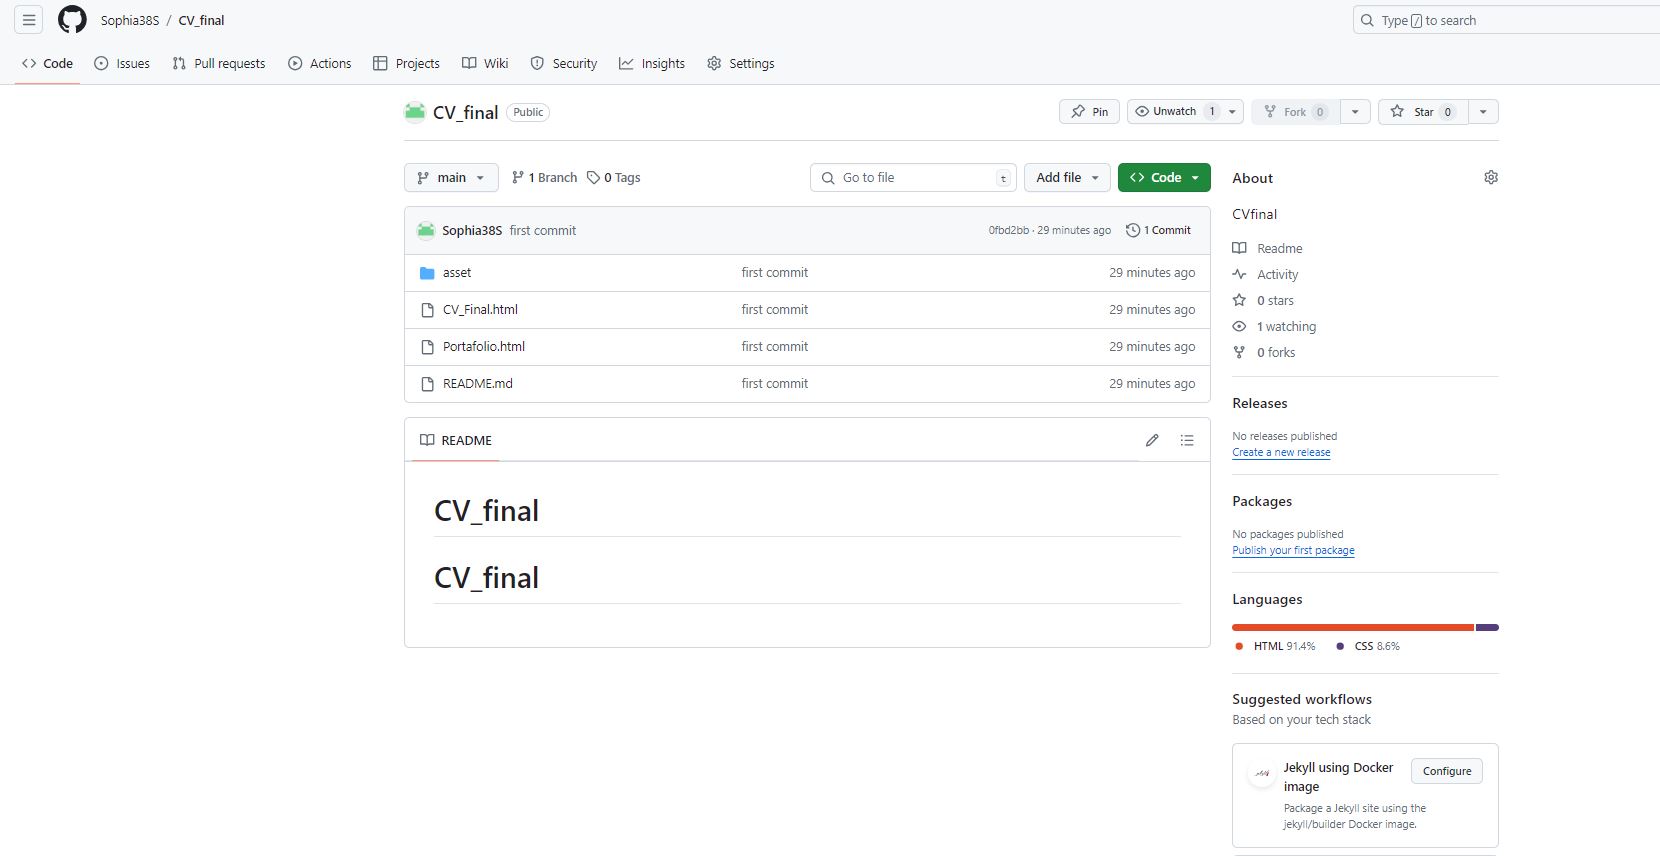 Sophia38S / CV_final
Type / to search
Code Issues Pull requests Actions Projects Wiki Security Insights Settings
CV_final Public
Pin Unwatch 1 Fork 0 Star 0
main 1 Branch 0 Tags Go to file t Add file Code
Sophia38S first commit 0fbd2bb · 29 minutes ago 1 Commit
asset first commit 29 minutes ago
CV_Final.html first commit 29 minutes ago
Portafolio.html first commit 29 minutes ago
README.md first commit 29 minutes ago
README
CV_final
CV_final
About
CVfinal
Readme
Activity
0 stars
1 watching
0 forks
Releases
No releases published
Create a new release
Packages
No packages published
Publish your first package
Languages
HTML 91.4% CSS 8.6%
Suggested workflows
Based on your tech stack
Jekyll using Docker
image
Configure
Package a Jekyll site using the
jekyll/builder Docker image.